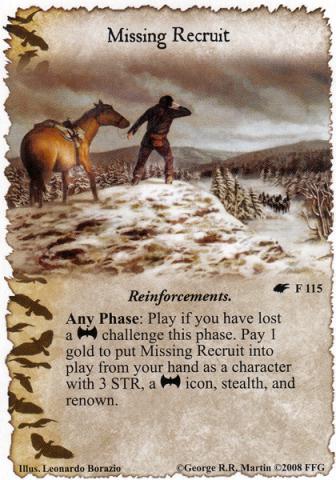 Missing Recruit
F 115
Reinforcements.
Any Phase: Play if you have lost
a challenge this phase. Pay 1
gold to put Missing Recruit into
play from your hand as a character
with 3 STR, a icon, stealth, and
renown.
Illus. Leonardo Borazio ©George R.R. Martin ©2008 FFG